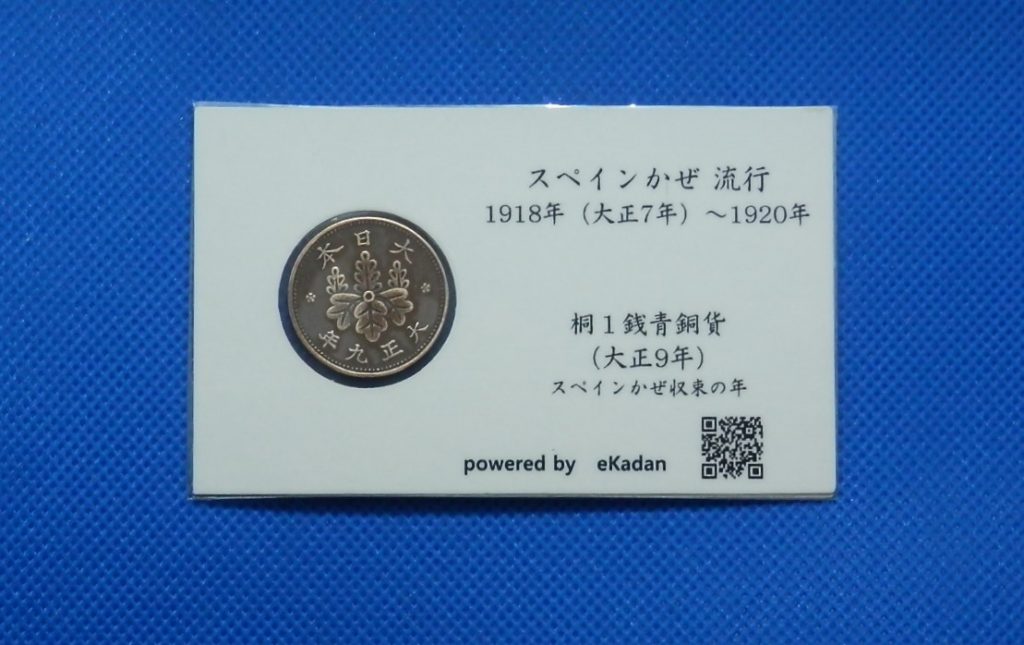 大日本
大正九年
スペインかぜ 流行
1918年（大正7年）～1920年
桐１銭青銅貨
（大正9年）
スペインかぜ収束の年
powered by eKadan